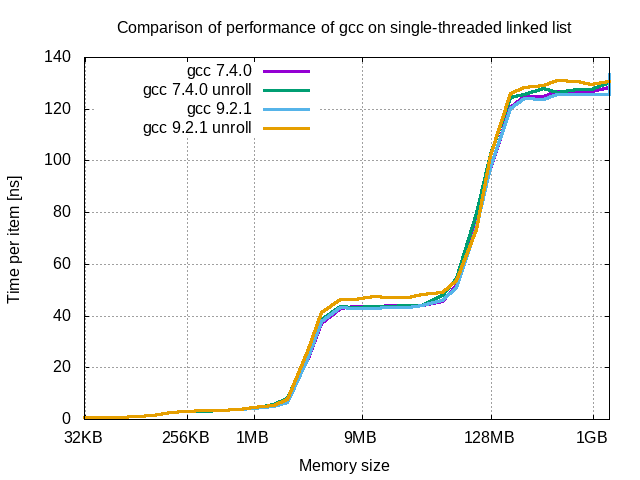 Comparison of performance of gcc on single-threaded linked list
140
120
100
80
60
40
20
0
Time per item [ns]
gcc 7.4.0
gcc 7.4.0 unroll
gcc 9.2.1
gcc 9.2.1 unroll
32KB 256KB 1MB 9MB 128MB 1GB
Memory size